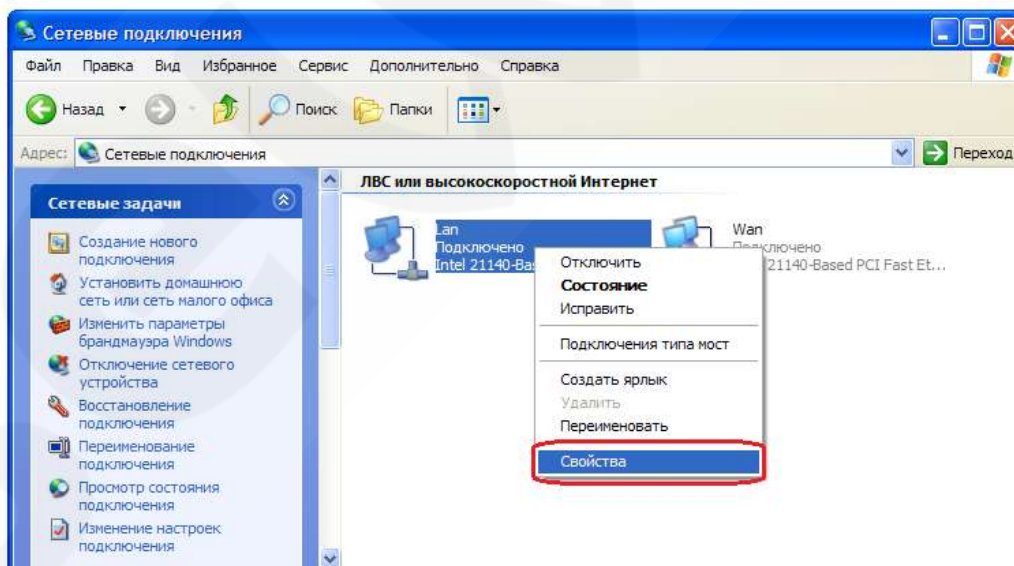 Сетевые подключения
Файл Правка Вид Избранное Сервис Дополнительно Справка
Назад Поиск Папки
Адрес: Сетевые подключения Переход
Сетевые задачи
Создание нового
подключения
Установить домашнюю
сеть или сеть малого офиса
Изменить параметры
брандмауэра Windows
Отключение сетевого
устройства
Восстановление
подключения
Переименование
подключения
Просмотр состояния
подключения
Изменение настроек
подключения
ЛВС или высокоскоростной Интернет
Lan
Подключено
Intel 21140-Bas
Wan
Подключено
21140-Based PCI Fast Et...
Отключить
Состояние
Исправить
Подключения типа мост
Создать ярлык
Удалить
Переименовать
Свойства